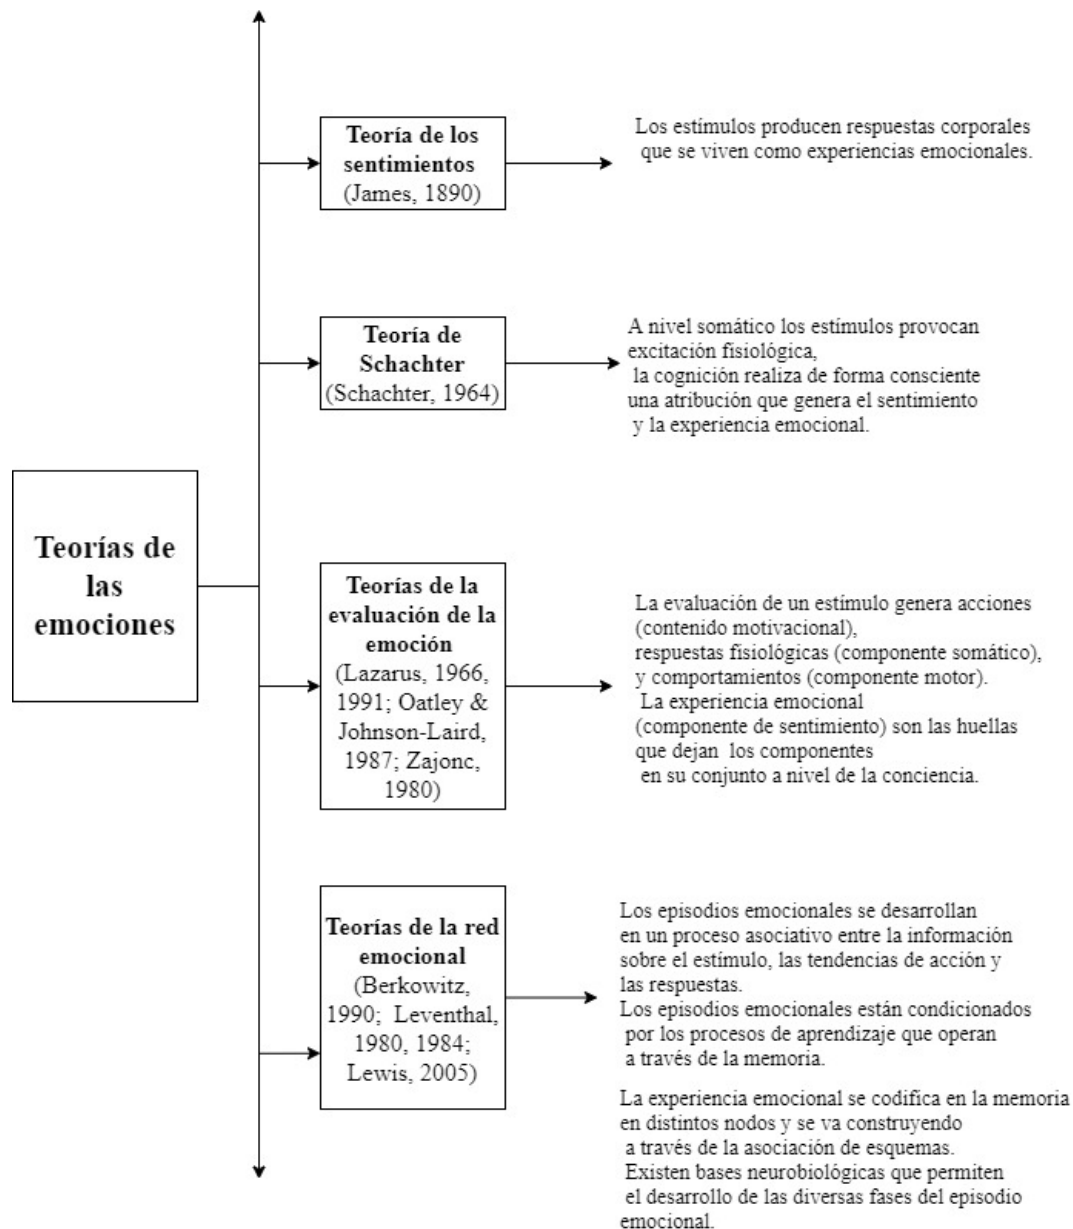 Teoría de los
sentimientos
(James, 1890)
Los estímulos producen respuestas corporales
que se viven como experiencias emocionales.
Teoría de
Schachter
(Schachter, 1964)
A nivel somático los estímulos provocan
excitación fisiológica,
la cognición realiza de forma consciente
una atribución que genera el sentimiento
y la experiencia emocional.
Teorías de
las
emociones
Teorías de la
evaluación de la
emoción
(Lazarus, 1966,
1991; Oatley &
Johnson-Laird,
1987; Zajonc,
1980)
La evaluación de un estímulo genera acciones
(contenido motivacional),
respuestas fisiológicas (componente somático),
y comportamientos (componente motor).
La experiencia emocional
(componente de sentimiento) son las huellas
que dejan los componentes
en su conjunto a nivel de la conciencia.
Teorías de la red
emocional
(Berkowitz,
1990; Leventhal,
1980, 1984;
Lewis, 2005)
Los episodios emocionales se desarrollan
en un proceso asociativo entre la información
sobre el estímulo, las tendencias de acción y
las respuestas.
Los episodios emocionales están condicionados
por los procesos de aprendizaje que operan
a través de la memoria.
La experiencia emocional se codifica en la memoria
en distintos nodos y se va construyendo
a través de la asociación de esquemas.
Existen bases neurobiológicas que permiten
el desarrollo de las diversas fases del episodio
emocional.